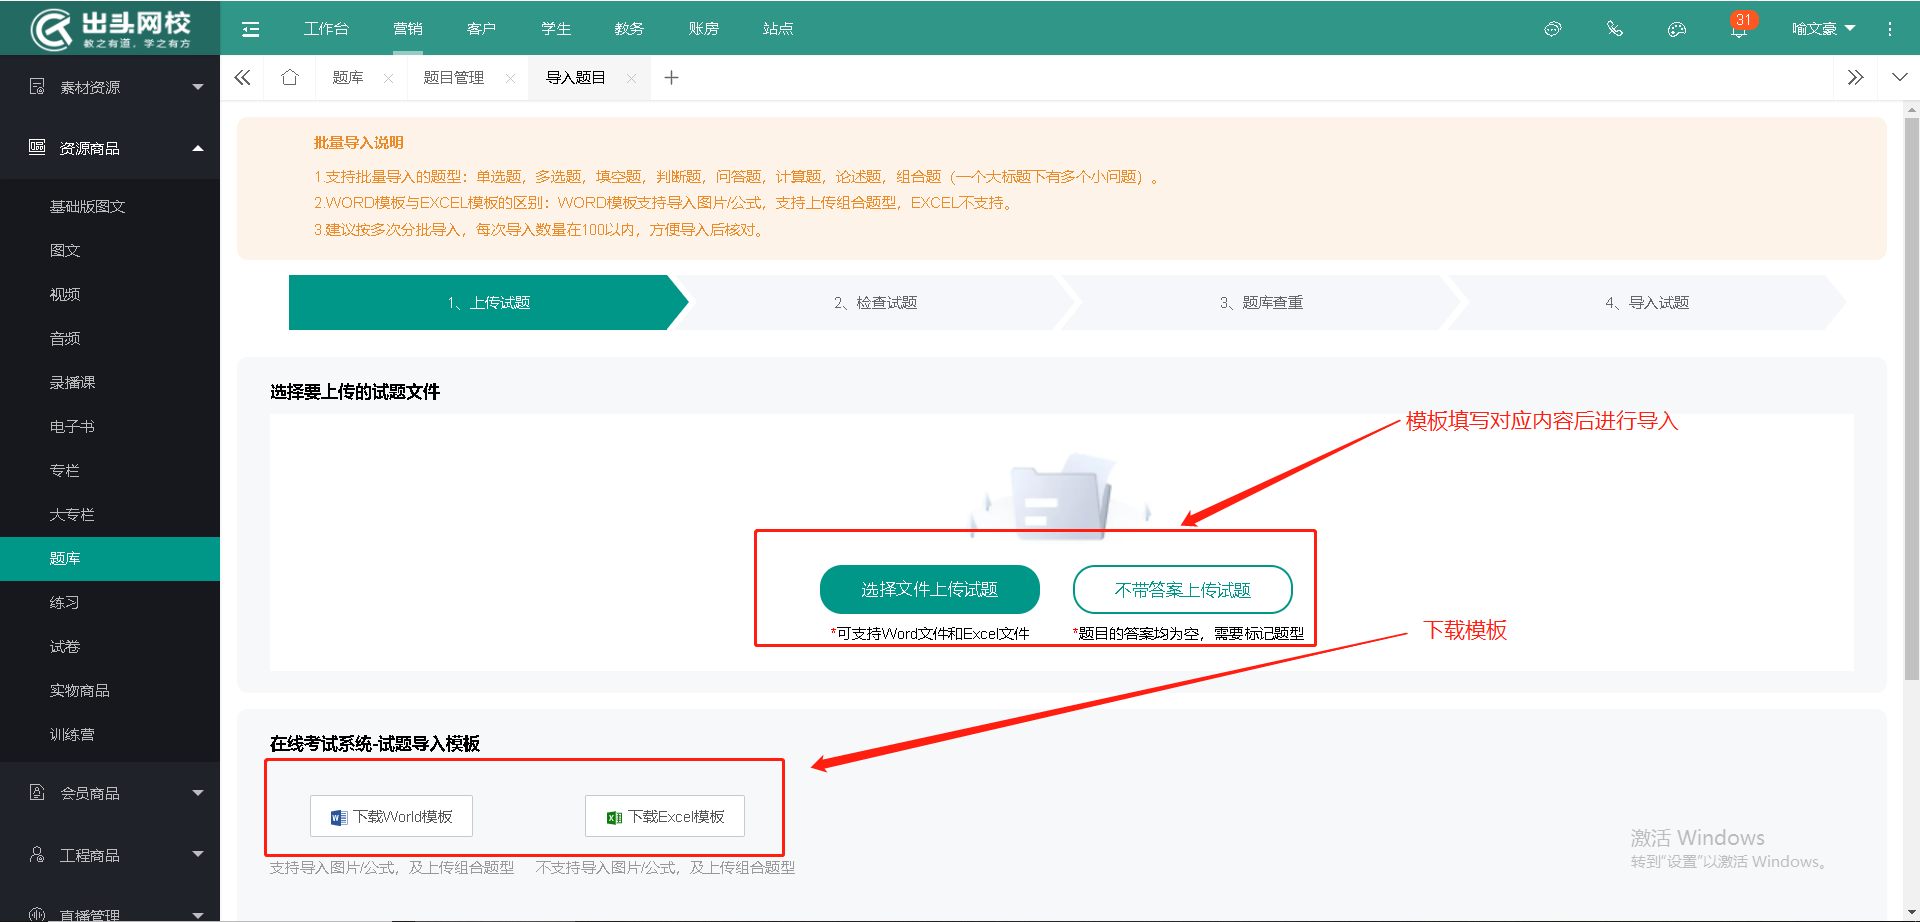 出头网校
教之有道，学之有方
工作台
营销
客户
学生
教务
账房
站点
31
喻文豪
素材资源
资源商品
基础版图文
图文
视频
音频
录播课
电子书
专栏
大专栏
题库
练习
试卷
实物商品
训练营
会员商品
工程商品
直播管理
题库
题目管理
导入题目
批量导入说明
1.支持批量导入的题型：单选题，多选题，填空题，判断题，问答题，计算题，论述题，组合题（一个大标题下有多个小问题）。
2.WORD模板与EXCEL模板的区别：WORD模板支持导入图片/公式，支持上传组合题型，EXCEL不支持。
3.建议按多次分批导入，每次导入数量在100以内，方便导入后核对。
1、上传试题
2、检查试题
3、题库查重
4、导入试题
选择要上传的试题文件
模板填写对应内容后进行导入
选择文件上传试题
不带答案上传试题
*可支持Word文件和Excel文件
*题目的答案均为空，需要标记题型
下载模板
在线考试系统-试题导入模板
下载World模板
下载Excel模板
支持导入图片/公式，及上传组合题型
不支持导入图片/公式，及上传组合题型
激活 Windows
转到“设置”以激活 Windows。